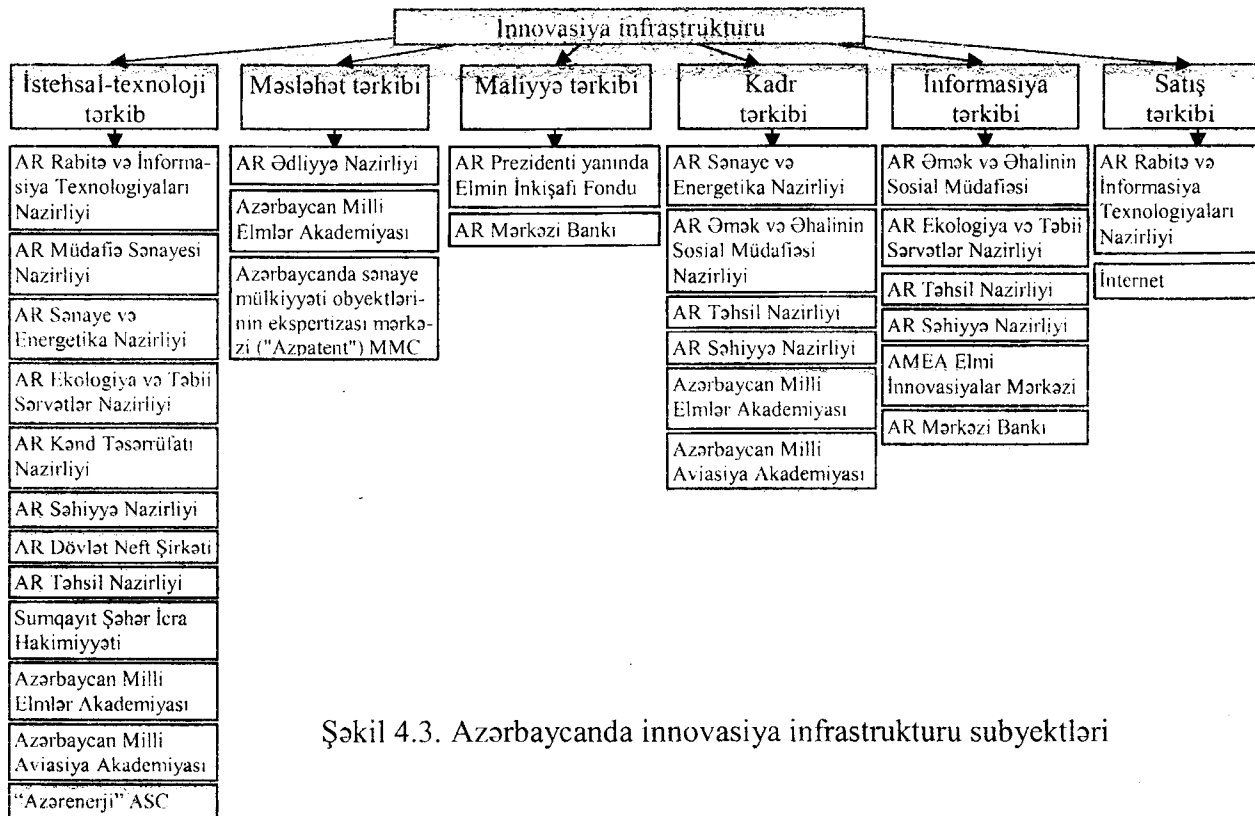 İnnovasiya infrastrukturu
İstehsal-texnoloji
tərkib
AR Rabitə və İnforma-
siya Texnologiyaları
Nazirliyi
AR Müdafiə Sənayesi
Nazirliyi
AR Sənaye və
Energetika Nazirliyi
AR Ekologiya və Təbii
Sərvətlər Nazirliyi
AR Kənd Təsərrüfatı
Nazirliyi
AR Səhiyyə Nazirliyi
AR Dövlət Neft Şirkəti
AR Təhsil Nazirliyi
Sumqayıt Şəhər İcra
Hakimiyyəti
Azərbaycan Milli
Elmlər Akademiyası
Azərbaycan Milli
Aviasiya Akademiyası
"Azərenerji" ASC
Məsləhət tərkibi
AR Ədliyyə Nazirliyi
Azərbaycan Milli
Elmlər Akademiyası
Azərbaycanda sənaye
mülkiyyəti obyektləri-
nin ekspertizası mərkə-
zi ("Azpatent") MMC
Maliyyə tərkibi
AR Prezidenti yanında
Elmin İnkişafı Fondu
AR Mərkəzi Bankı
Kadr
tərkibi
AR Sənaye və
Energetika Nazirliyi
AR Əmək və Əhalinin
Sosial Müdafiəsi
Nazirliyi
AR Təhsil Nazirliyi
AR Səhiyyə Nazirliyi
Azərbaycan Milli
Elmlər Akademiyası
Azərbaycan Milli
Aviasiya Akademiyası
İnformasiya
tərkibi
AR Əmək və Əhalinin
Sosial Müdafiəsi
AR Ekologiya və Təbii
Sərvətlər Nazirliyi
AR Təhsil Nazirliyi
AR Səhiyyə Nazirliyi
AMEA Elmi
İnnovasiyalar Mərkəzi
AR Mərkəzi Bankı
Satış
tərkibi
AR Rabitə və
İnformasiya
Texnologiyaları
Nazirliyi
İnternet
Şəkil 4.3. Azərbaycanda innovasiya infrastrukturu subyektləri